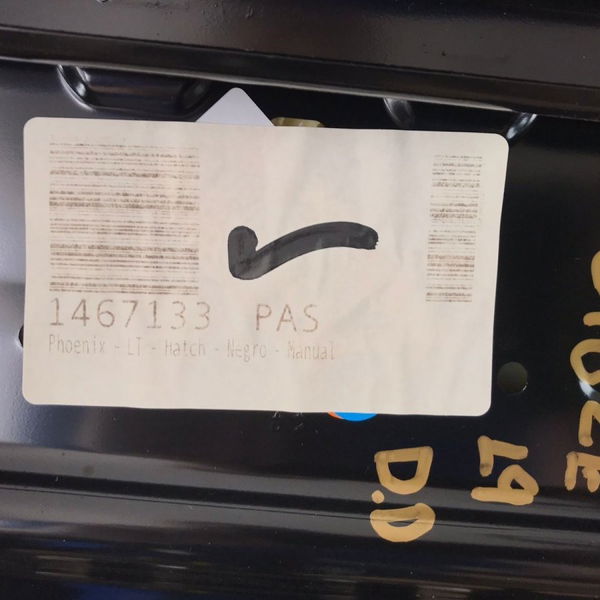 1467133 PAS
Phoenix - LT - Hatch - Negro - Manual
D.D